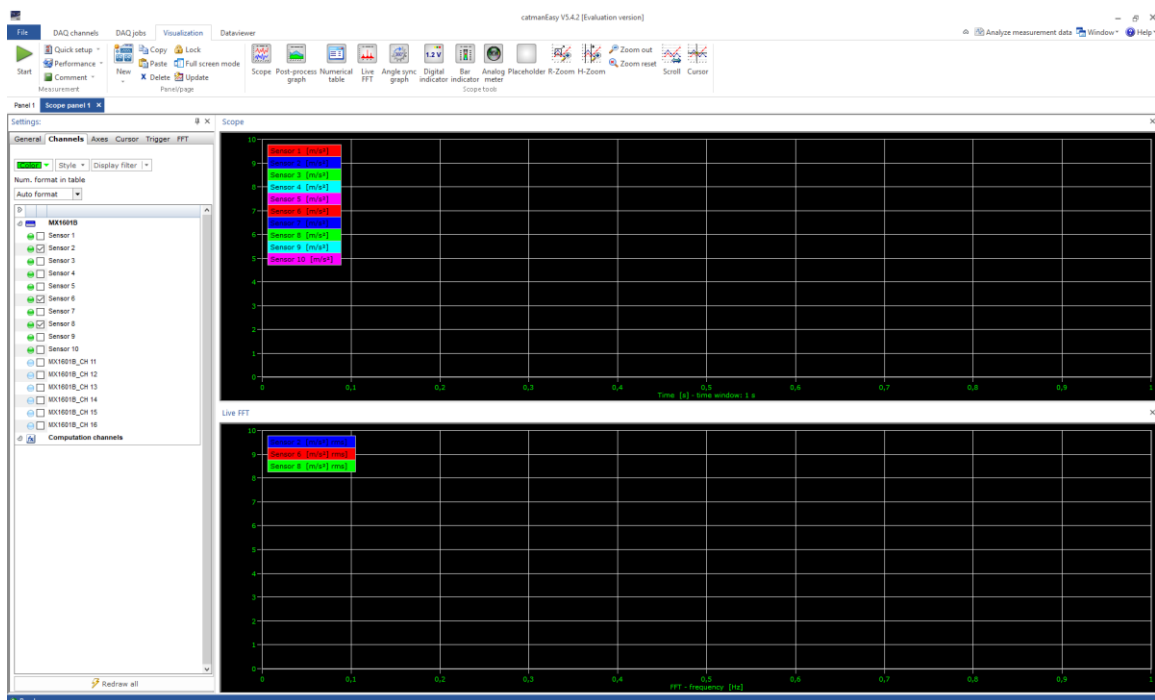 catmanEasy V5.4.2 [Evaluation version]
File DAQ channels DAQ jobs Visualization Dataviewer Analyze measurement data Window Help
Start
Quick setup
Performance
Comment
Measurement
New
Copy Lock
Paste Full screen mode
Delete Update
Panel/page
Scope Post-process graph Numerical table Live FFT Angle sync graph Digital indicator Bar indicator Analog meter Placeholder R-Zoom H-Zoom
1.2 V
Zoom out
Zoom reset
Scroll Cursor
Scope tools
Panel 1 Scope panel 1
Settings:
General Channels Axes Cursor Trigger FFT
Color Style Display filter
Num. format in table
Auto format
D
MX1601B
Sensor 1
Sensor 2
Sensor 3
Sensor 4
Sensor 5
Sensor 6
Sensor 7
Sensor 8
Sensor 9
Sensor 10
MX1601B_CH 11
MX1601B_CH 12
MX1601B_CH 13
MX1601B_CH 14
MX1601B_CH 15
MX1601B_CH 16
fx Computation channels
Redraw all
Scope
10
9
8
7
6
5
4
3
2
1
0
Sensor 1 [m/s²]
Sensor 3 [m/s²]
Sensor 4 [m/s²]
Sensor 5 [m/s²]
Sensor 6 [m/s²]
Sensor 8 [m/s²]
Sensor 9 [m/s²]
Sensor 10 [m/s²]
0 0,1 0,2 0,3 0,4 0,5 0,6 0,7 0,8 0,9 1
Time [s] - time window: 1 s
Live FFT
10
9
8
7
6
5
4
3
2
1
0
Sensor 6 [m/s²] rms]
Sensor 8 [m/s²] rms]
0 0,1 0,2 0,3 0,4 0,5 0,6 0,7 0,8 0,9 1
FFT - frequency [Hz]